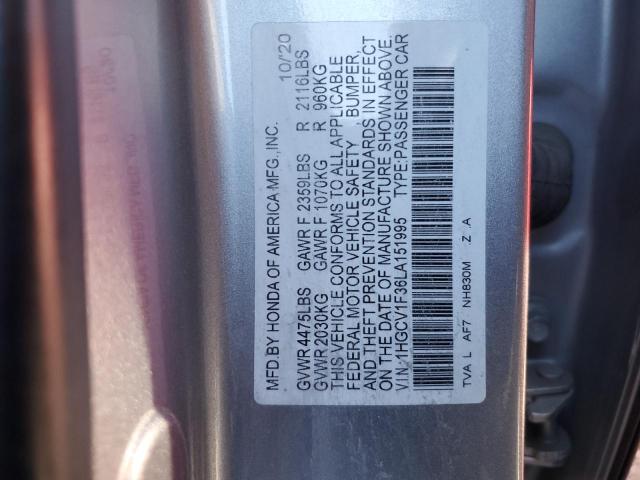 MFD.BY HONDA OF AMERICA MFG.,INC. 10/20
GVWR 4475LBS GAWR F 2359LBS R 2116LBS
GVWR 2030KG GAWR F 1070KG R 960KG
THIS VEHICLE CONFORMS TO ALL APPLICABLE
FEDERAL MOTOR VEHICLE SAFETY , BUMPER,
AND THEFT PREVENTION STANDARDS IN EFFECT
ON THE DATE OF MANUFACTURE SHOWN ABOVE.
V.I.N.:1HGCV1F36LA151995 TYPE:PASSENGER CAR
TVA L AF7 NH830M Z A